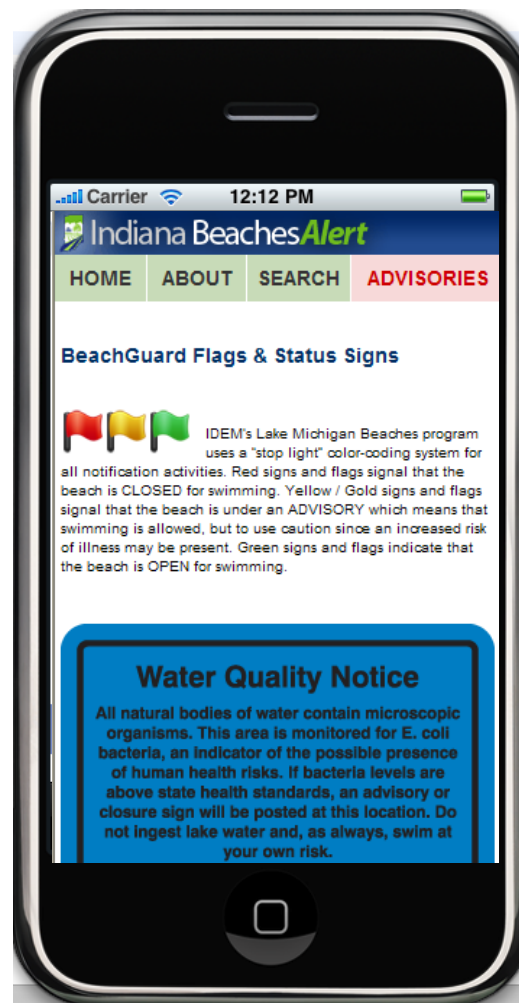 Carrier 12:12 PM
Indiana BeachesAlert
HOME ABOUT SEARCH ADVISORIES
BeachGuard Flags & Status Signs
IDEM's Lake Michigan Beaches program
uses a "stop light" color-coding system for
all notification activities. Red signs and flags signal that the
beach is CLOSED for swimming. Yellow / Gold signs and flags
signal that the beach is under an ADVISORY which means that
swimming is allowed, but to use caution since an increased risk
of illness may be present. Green signs and flags indicate that
the beach is OPEN for swimming.
Water Quality Notice
All natural bodies of water contain microscopic
organisms. This area is monitored for E. coli
bacteria, an indicator of the possible presence
of human health risks. If bacteria levels are
above state health standards, an advisory or
closure sign will be posted at this location. Do
not ingest lake water and, as always, swim at
your own risk.